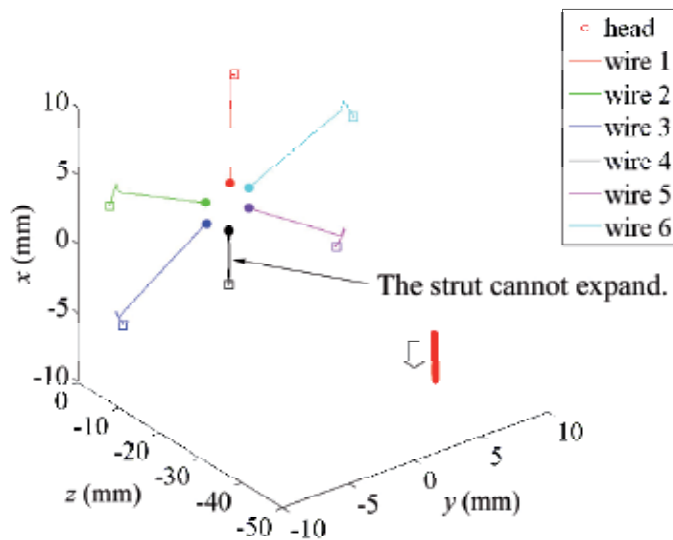 head
wire 1
wire 2
wire 3
wire 4
wire 5
wire 6
10
5
0
-5
-10
x (mm)
The strut cannot expand.
0
-10
-20
-30
-40
-50
z (mm)
-10
-5
0
5
10
y (mm)